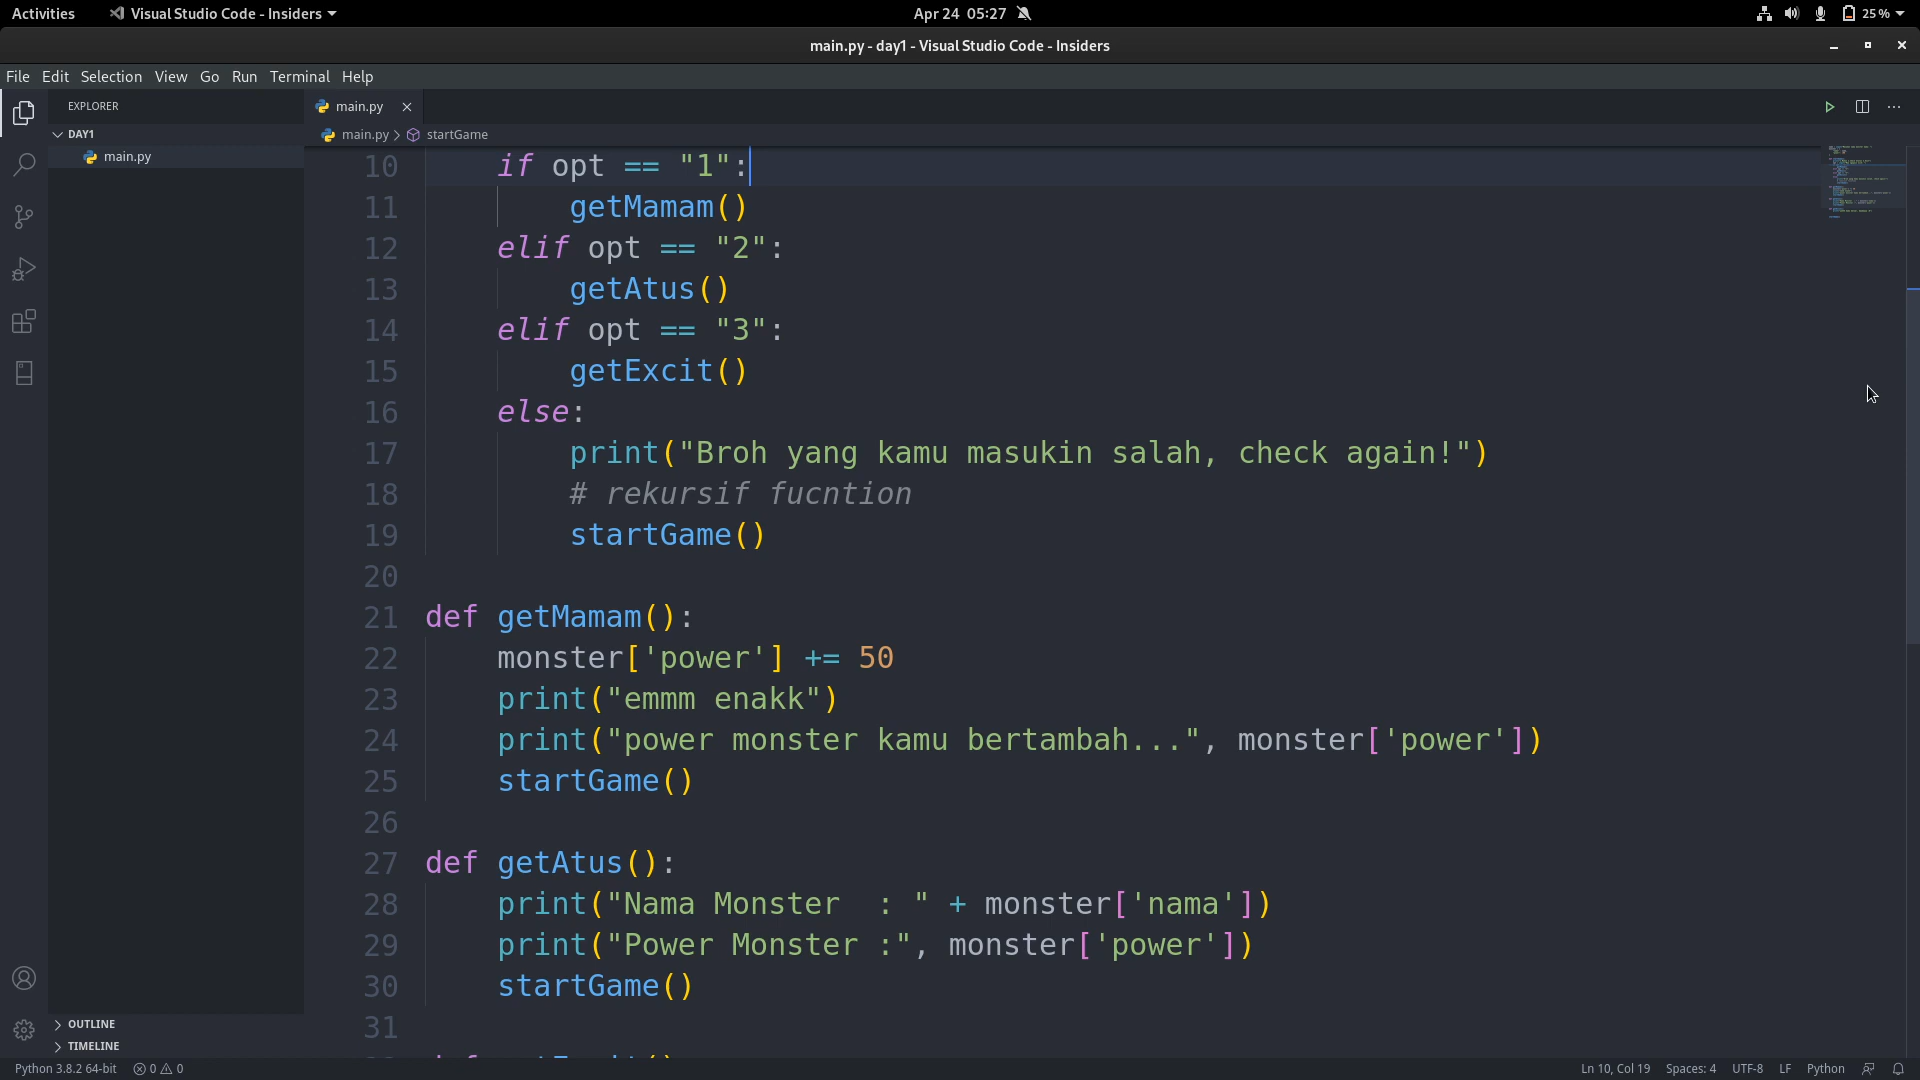 Activities
Visual Studio Code - Insiders
Apr 24 05:27
25%
main.py - day1 - Visual Studio Code - Insiders
File Edit Selection View Go Run Terminal Help
EXPLORER
DAY1
main.py
main.py
main.py > startGame
10 if opt == "1":
11 getMamam()
12 elif opt == "2":
13 getAtus()
14 elif opt == "3":
15 getExcit()
16 else:
17 print("Broh yang kamu masukin salah, check again!")
18 # rekursif fucntion
19 startGame()
20
21 def getMamam():
22 monster['power'] += 50
23 print("emmm enakk")
24 print("power monster kamu bertambah...", monster['power'])
25 startGame()
26
27 def getAtus():
28 print("Nama Monster  : " + monster['nama'])
29 print("Power Monster :", monster['power'])
30 startGame()
31
OUTLINE
TIMELINE
Python 3.8.2 64-bit
0 0
Ln 10, Col 19
Spaces: 4
UTF-8
LF
Python